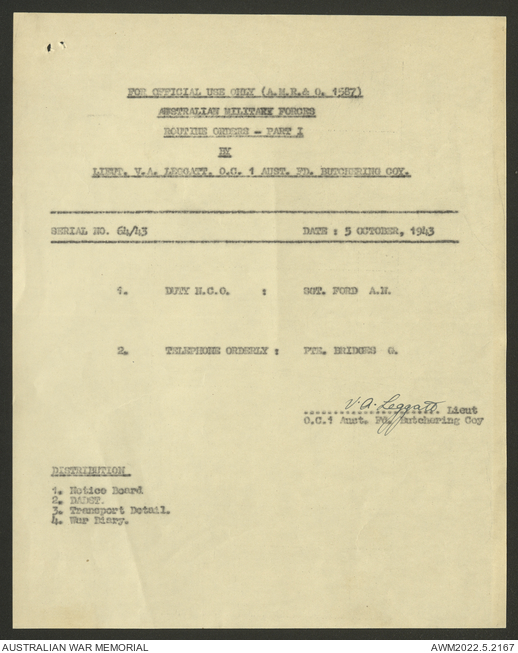 FOR OFFICIAL USE ONLY (A.M.R.& O. 1587)
AUSTRALIAN MILITARY FORCES
ROUTINE ORDERS - PART I
BY
LIEUT. V.A. LEGGATT. O.C. 1 AUST. FD. BUTCHERING COY.
SERIAL NO. 64/43 DATE : 5 OCTOBER, 1943
1. DUTY N.C.O. : SGT. FORD A.N.
2. TELEPHONE ORDERLY : PTE. BRIDGES G.
V.A. Leggatt. Lieut
O.C.1 Aust. Fd. Butchering Coy
DISTRIBUTION
1. Notice Board
2. DADST.
3. Transport Detail.
4. War Diary.
AUSTRALIAN WAR MEMORIAL AWM2022.5.2167